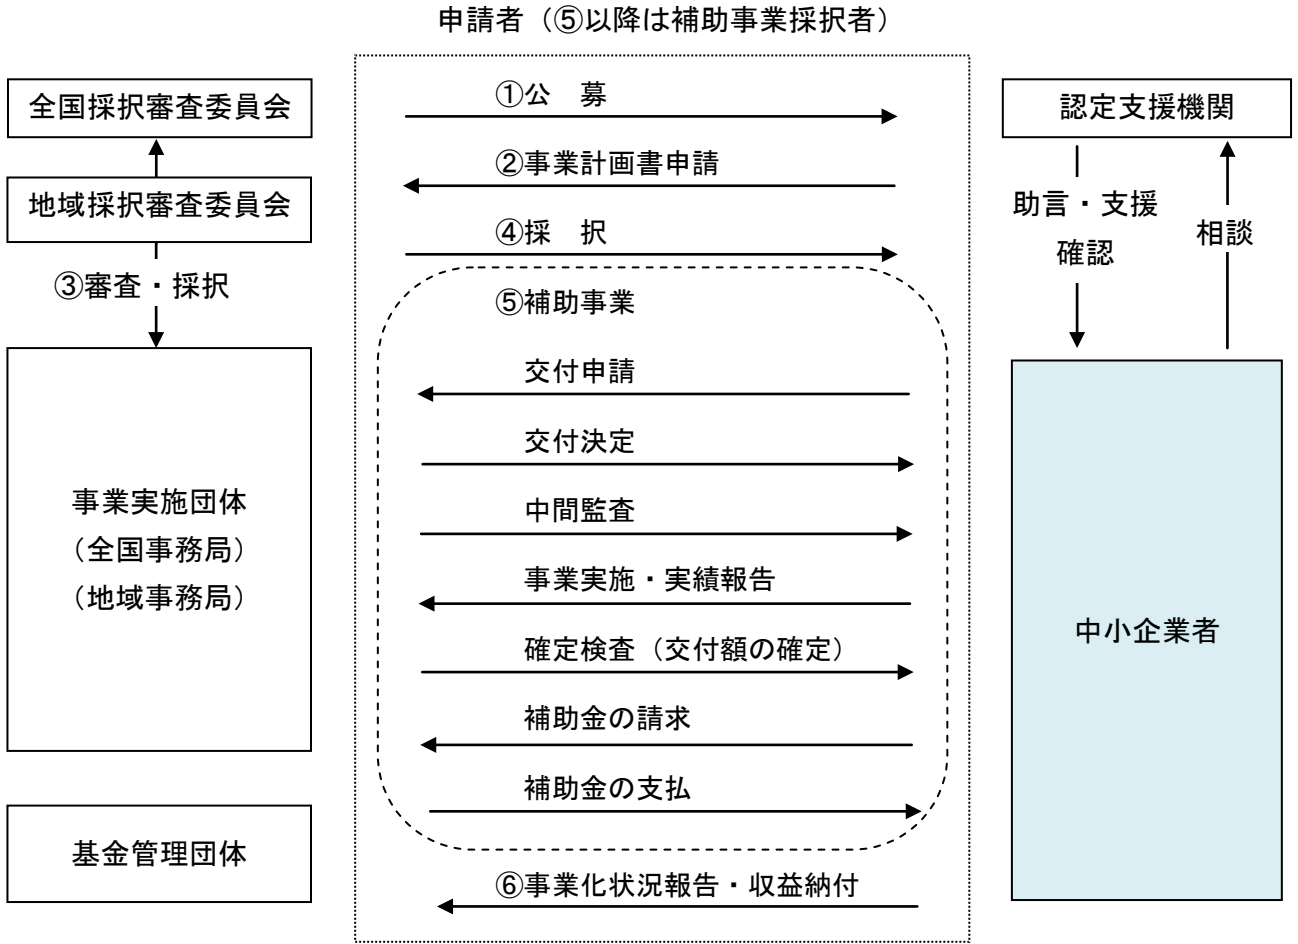 申請者（⑤以降は補助事業採択者）
全国採択審査委員会
地域採択審査委員会
③審査・採択
事業実施団体
（全国事務局）
（地域事務局）
基金管理団体
①公　募
②事業計画書申請
④採　択
⑤補助事業
交付申請
交付決定
中間監査
事業実施・実績報告
確定検査（交付額の確定）
補助金の請求
補助金の支払
⑥事業化状況報告・収益納付
認定支援機関
助言・支援
確認
相談
中小企業者